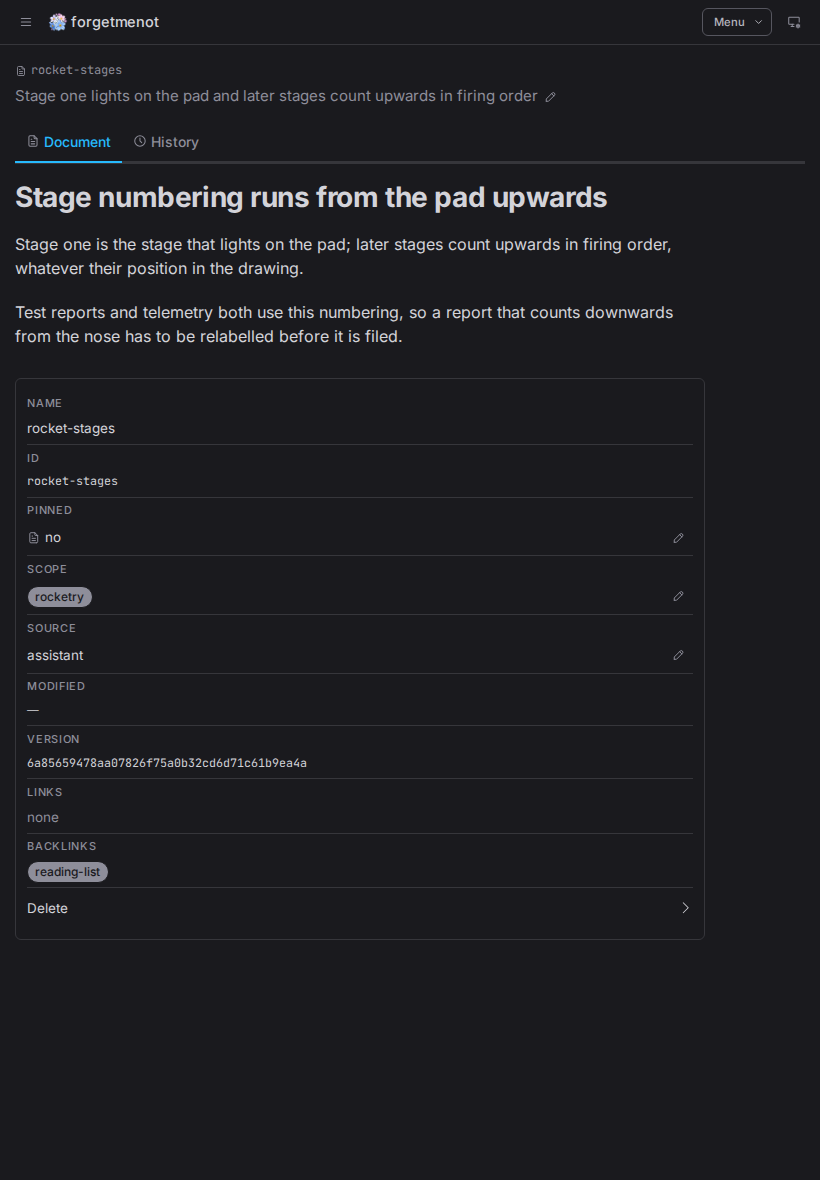 forgetmenot
Menu
rocket-stages
Stage one lights on the pad and later stages count upwards in firing order
Document
History
Stage numbering runs from the pad upwards
Stage one is the stage that lights on the pad; later stages count upwards in firing order,
whatever their position in the drawing.
Test reports and telemetry both use this numbering, so a report that counts downwards
from the nose has to be relabelled before it is filed.
NAME
rocket-stages
ID
rocket-stages
PINNED
no
SCOPE
rocketry
SOURCE
assistant
MODIFIED
—
VERSION
6a85659478aa07826f75a0b32cd6d71c61b9ea4a
LINKS
none
BACKLINKS
reading-list
Delete